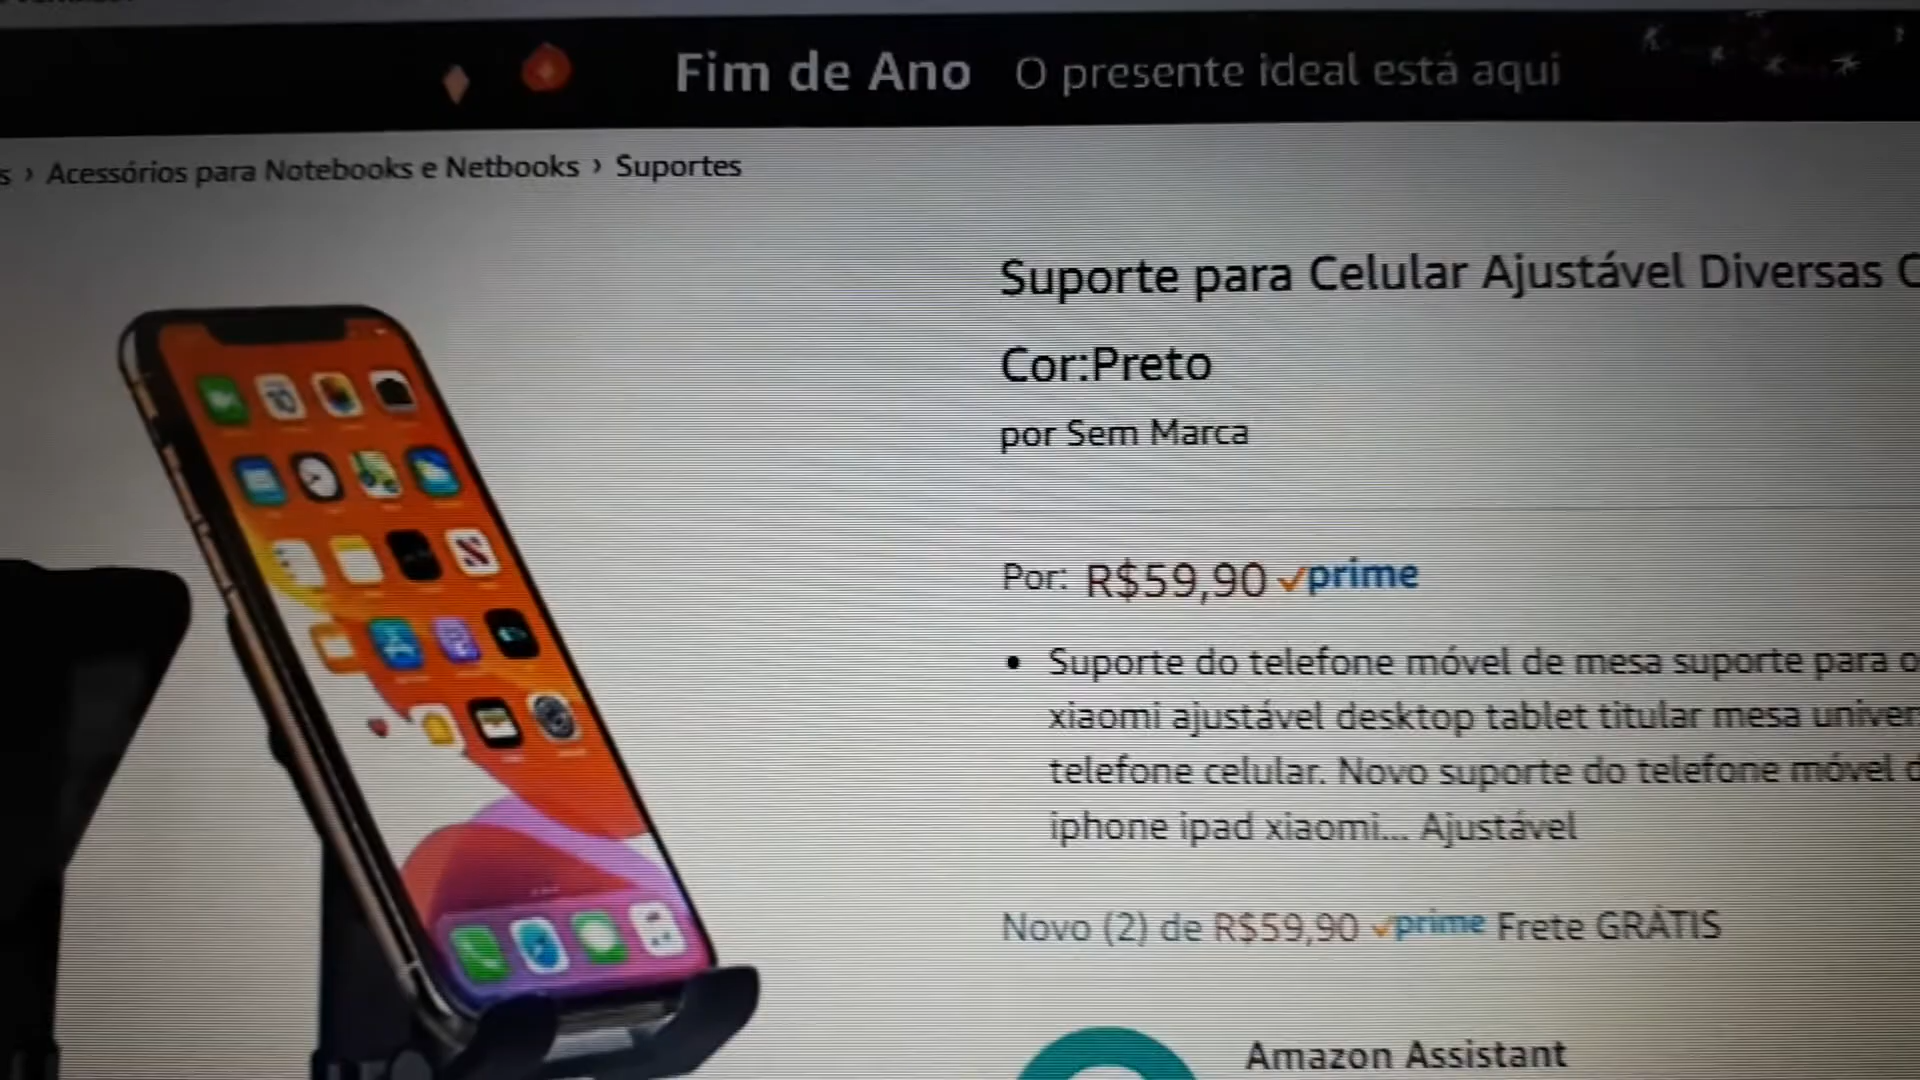 Fim de Ano O presente ideal está aqui
s › Acessórios para Notebooks e Netbooks › Suportes
Suporte para Celular Ajustável Diversas C
Cor:Preto
por Sem Marca
Por: R$59,90 prime
• Suporte do telefone móvel de mesa suporte para o
xiaomi ajustável desktop tablet titular mesa univer
telefone celular. Novo suporte do telefone móvel d
iphone ipad xiaomi... Ajustável
Novo (2) de R$59,90 prime Frete GRÁTIS
Amazon Assistant
10